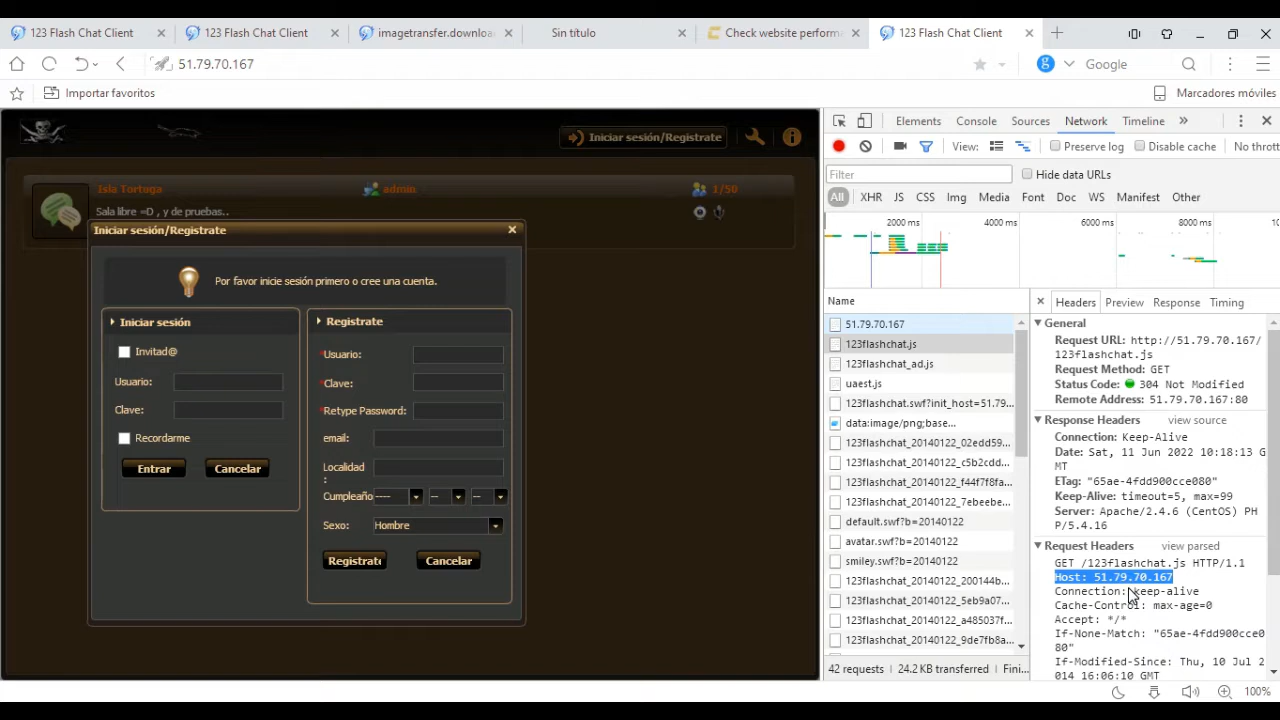 123 Flash Chat Client
123 Flash Chat Client
imagetransfer.downloa
Sin título
Check website performa
123 Flash Chat Client
51.79.70.167
Google
Importar favoritos
Marcadores móviles
Iniciar sesión/Registrate
Isla Tortuga
admin
1/50
Sala libre =D , y de pruebas..
Iniciar sesión/Registrate
Por favor inicie sesión primero o cree una cuenta.
Iniciar sesión
Invitad@
Usuario:
Clave:
Recordarme
Entrar
Cancelar
Registrate
*Usuario:
*Clave:
*Retype Password:
email:
Localidad
:
Cumpleaño ---- -- --
Sexo: Hombre
Registrate
Cancelar
Elements Console Sources Network Timeline »
View: Preserve log Disable cache No thrott
Filter
Hide data URLs
All XHR JS CSS Img Media Font Doc WS Manifest Other
2000 ms 4000 ms 6000 ms 8000 ms
Name
51.79.70.167
123flashchat.js
123flashchat_ad.js
uaest.js
123flashchat.swf?init_host=51.79...
data:image/png;base...
123flashchat_20140122_02edd59...
123flashchat_20140122_c5b2cdd...
123flashchat_20140122_f44f7f8fa...
123flashchat_20140122_7ebeebe...
default.swf?b=20140122
avatar.swf?b=20140122
smiley.swf?b=20140122
123flashchat_20140122_200144b...
123flashchat_20140122_5eb9a07...
123flashchat_20140122_a485037f...
123flashchat_20140122_9de7fb8a...
42 requests 24.2 KB transferred Fini...
Headers Preview Response Timing
General
Request URL: http://51.79.70.167/
123flashchat.js
Request Method: GET
Status Code: 304 Not Modified
Remote Address: 51.79.70.167:80
Response Headers view source
Connection: Keep-Alive
Date: Sat, 11 Jun 2022 10:18:13 G
MT
ETag: "65ae-4fdd900cce080"
Keep-Alive: timeout=5, max=99
Server: Apache/2.4.6 (CentOS) PH
P/5.4.16
Request Headers view parsed
GET /123flashchat.js HTTP/1.1
Host: 51.79.70.167
Connection: keep-alive
Cache-Control: max-age=0
Accept: */*
If-None-Match: "65ae-4fdd900cce0
80"
If-Modified-Since: Thu, 10 Jul 2
014 16:06:10 GMT
100%